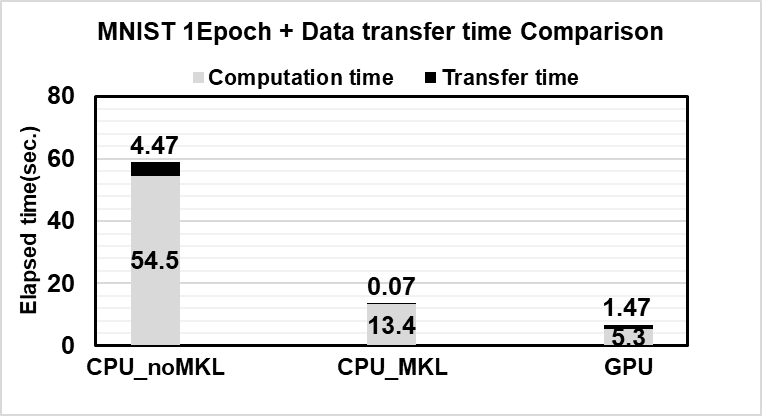 MNIST 1Epoch + Data transfer time Comparison
Computation time Transfer time
Elapsed time(sec.)
80
60
40
20
0
4.47
54.5
0.07
13.4
1.47
5.3
CPU_noMKL CPU_MKL GPU